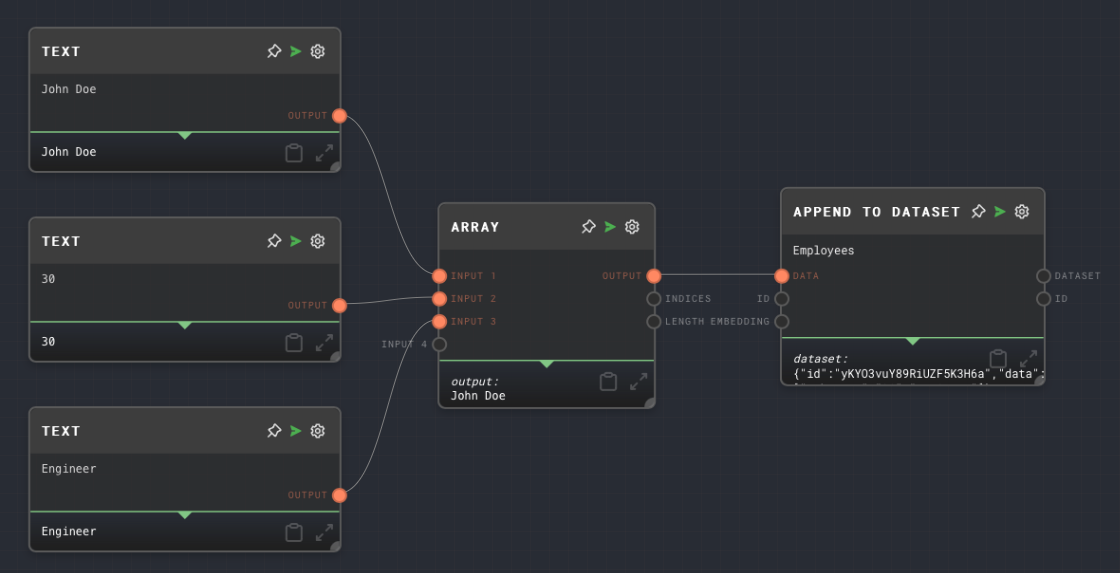 TEXT
John Doe
OUTPUT
John Doe
TEXT
30
OUTPUT
30
TEXT
Engineer
OUTPUT
Engineer
ARRAY
INPUT 1
OUTPUT
INPUT 2
INDICES
INPUT 3
LENGTH
INPUT 4
output:
John Doe
APPEND TO DATASET
Employees
DATA
DATASET
ID
ID
EMBEDDING
dataset:
{"id":"yKYO3vuY89RiUZF5K3H6a","data":